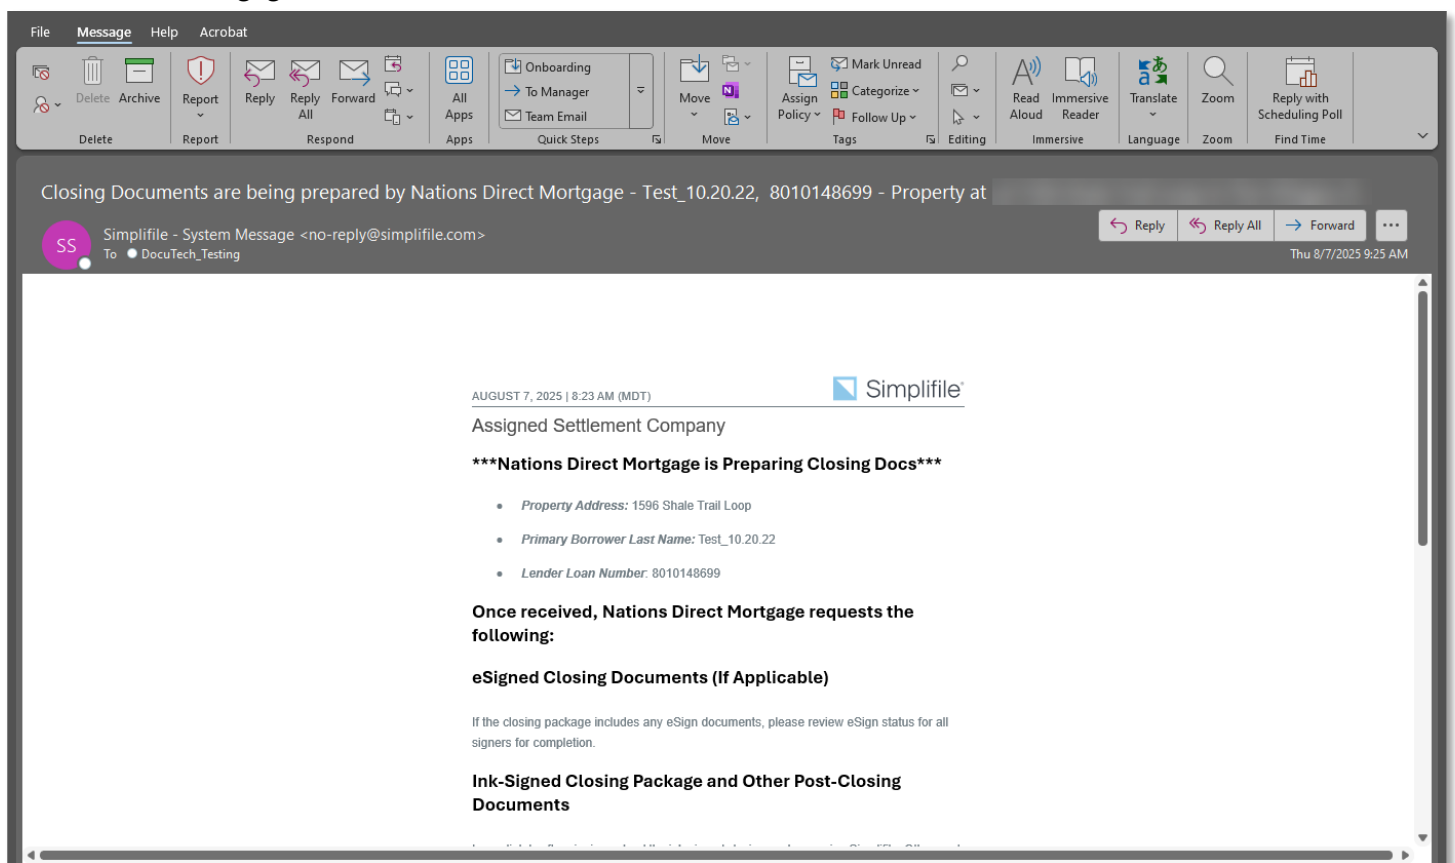 File Message Help Acrobat
Delete Archive
Report
Reply Reply All Forward
All Apps
Onboarding
To Manager
Team Email
Move
Assign Policy
Mark Unread
Categorize
Follow Up
Read Aloud
Immersive Reader
Translate
Zoom
Reply with Scheduling Poll
Delete Report Respond Apps Quick Steps Move Tags Editing Immersive Language Zoom Find Time
Closing Documents are being prepared by Nations Direct Mortgage - Test_10.20.22, 8010148699 - Property at
SS
Simplifile - System Message <no-reply@simplifile.com>
To DocuTech_Testing
Reply Reply All Forward
Thu 8/7/2025 9:25 AM
AUGUST 7, 2025 | 8:23 AM (MDT)
Simplifile
Assigned Settlement Company
***Nations Direct Mortgage is Preparing Closing Docs***
• Property Address: 1596 Shale Trail Loop
• Primary Borrower Last Name: Test_10.20.22
• Lender Loan Number: 8010148699
Once received, Nations Direct Mortgage requests the
following:
eSigned Closing Documents (If Applicable)
If the closing package includes any eSign documents, please review eSign status for all
signers for completion.
Ink-Signed Closing Package and Other Post-Closing
Documents